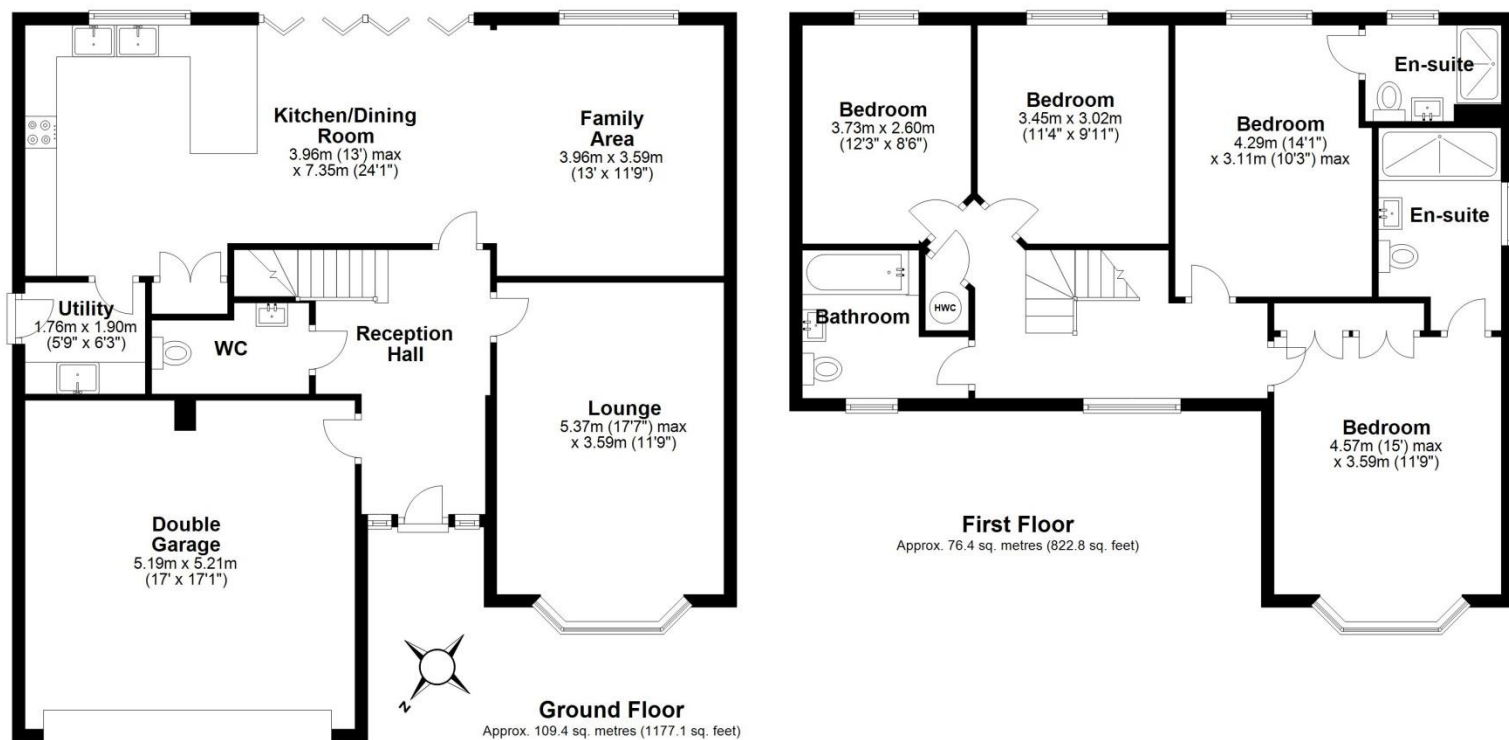 Kitchen/Dining
Room
3.96m (13') max
x 7.35m (24'1")
Family
Area
3.96m x 3.59m
(13' x 11'9")
Utility
1.76m x 1.90m
(5'9" x 6'3")
WC
Reception
Hall
Lounge
5.37m (17'7") max
x 3.59m (11'9")
Double
Garage
5.19m x 5.21m
(17' x 17'1")
N
Ground Floor
Approx. 109.4 sq. metres (1177.1 sq. feet)
Bedroom
3.73m x 2.60m
(12'3" x 8'6")
Bedroom
3.45m x 3.02m
(11'4" x 9'11")
Bedroom
4.29m (14'1")
x 3.11m (10'3") max
En-suite
En-suite
Bathroom
HWC
Bedroom
4.57m (15') max
x 3.59m (11'9")
First Floor
Approx. 76.4 sq. metres (822.8 sq. feet)